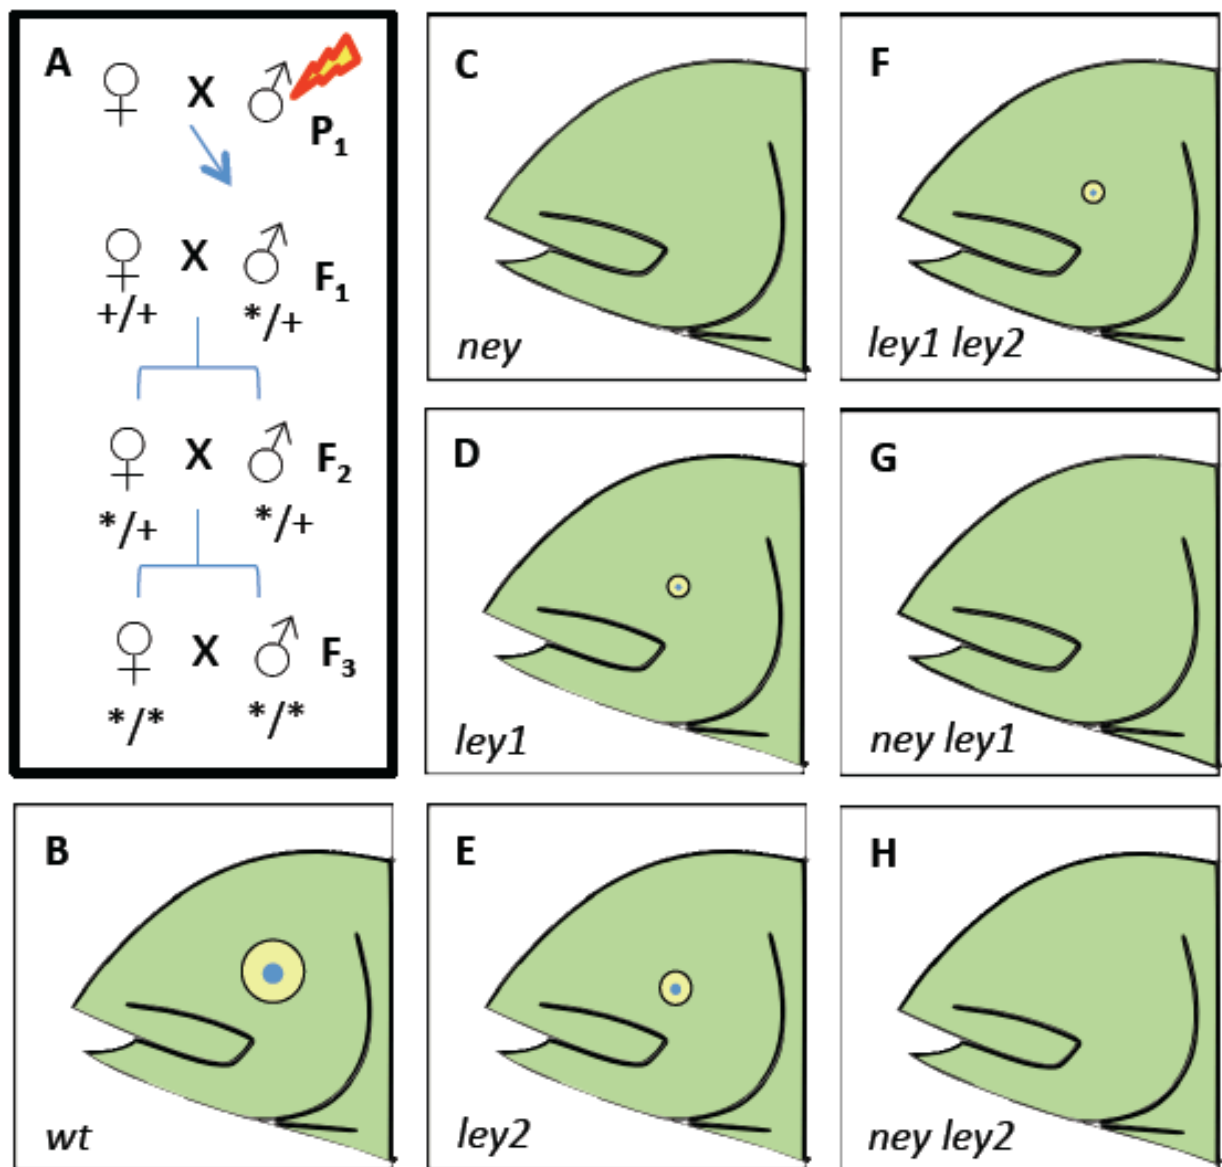 A
♀ X ♂
P1
♀ X ♂ F1
+/+ */+
♀ X ♂ F2
*/+ */+
♀ X ♂ F3
*/* */*
B
wt
C
ney
D
ley1
E
ley2
F
ley1 ley2
G
ney ley1
H
ney ley2